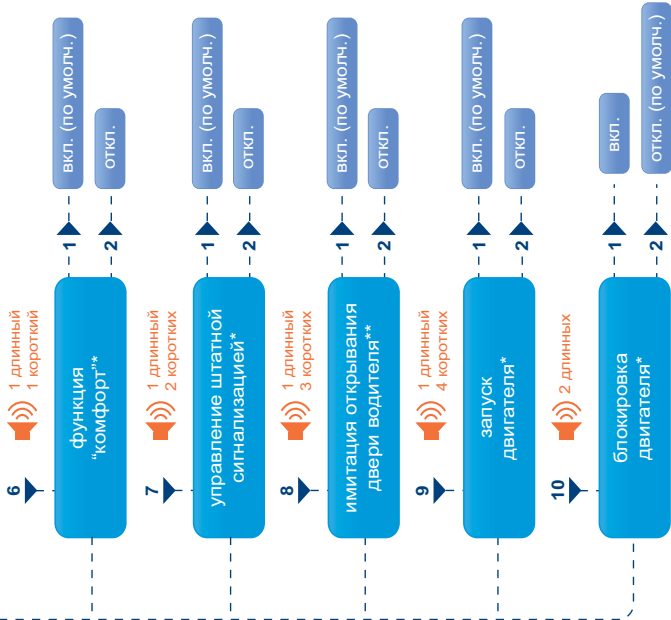 6
1 длинный
1 короткий
функция
“комфорт”*
1
вкл. (по умолч.)
2
откл.
7
1 длинный
2 коротких
управление штатной
сигнализацией*
1
вкл. (по умолч.)
2
откл.
8
1 длинный
3 коротких
имитация открывания
двери водителя**
1
вкл. (по умолч.)
2
откл.
9
1 длинный
4 коротких
запуск
двигателя*
1
вкл. (по умолч.)
2
откл.
10
2 длинных
блокировка
двигателя*
1
вкл.
2
откл. (по умолч.)